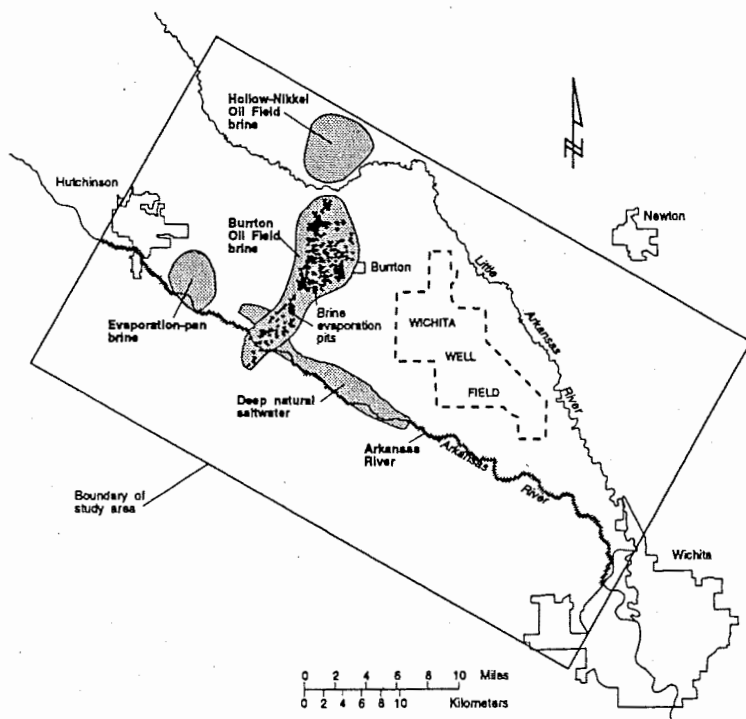 Hollow-Nikkel
Oil Field
brine
Hutchinson
Newton
Burrton
Oil Field
brine
Burrton
Little
Arkansas
River
Evaporation-pan
brine
Brine
evaporation
pits
WICHITA
WELL
FIELD
Deep natural
saltwater
Arkansas
River
Arkansas
River
Boundary of
study area
Wichita
0 2 4 6 8 10 Miles
0 2 4 6 8 10 Kilometers